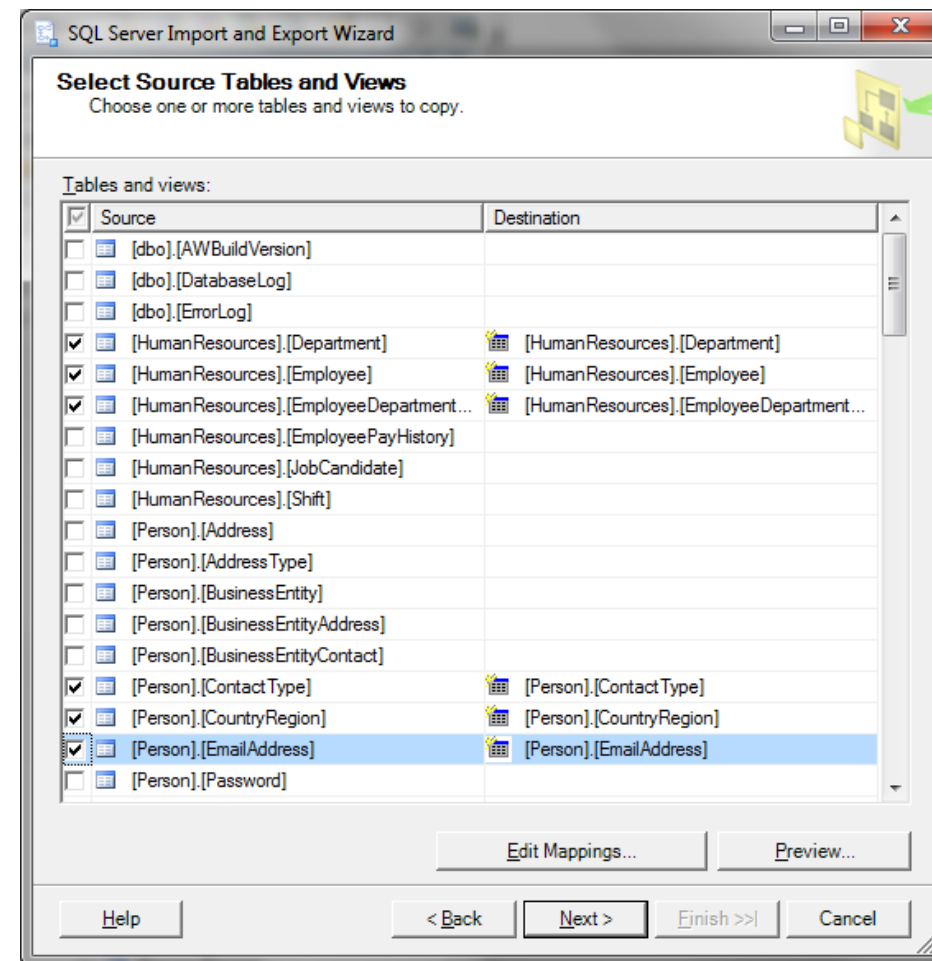 SQL Server Import and Export Wizard
Select Source Tables and Views
Choose one or more tables and views to copy.
Tables and views:
Source Destination
[dbo].[AWBuildVersion]
[dbo].[DatabaseLog]
[dbo].[ErrorLog]
[HumanResources].[Department] [HumanResources].[Department]
[HumanResources].[Employee] [HumanResources].[Employee]
[HumanResources].[EmployeeDepartment... [HumanResources].[EmployeeDepartment...
[HumanResources].[EmployeePayHistory]
[HumanResources].[JobCandidate]
[HumanResources].[Shift]
[Person].[Address]
[Person].[AddressType]
[Person].[BusinessEntity]
[Person].[BusinessEntityAddress]
[Person].[BusinessEntityContact]
[Person].[ContactType] [Person].[ContactType]
[Person].[CountryRegion] [Person].[CountryRegion]
[Person].[EmailAddress] [Person].[EmailAddress]
[Person].[Password]
Edit Mappings... Preview...
Help < Back Next > Finish >>| Cancel